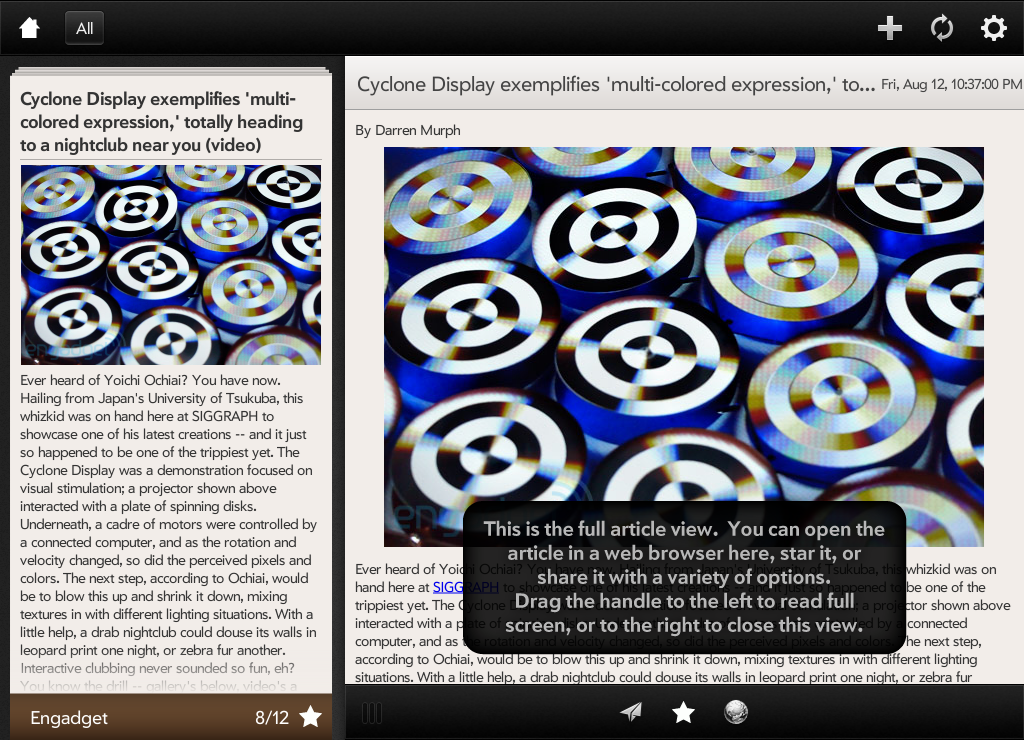 All
Cyclone Display exemplifies 'multi-
colored expression,' totally heading
to a nightclub near you (video)
engadget
Ever heard of Yoichi Ochiai? You have now.
Hailing from Japan's University of Tsukuba, this
whizkid was on hand here at SIGGRAPH to
showcase one of his latest creations -- and it just
so happened to be one of the trippiest yet. The
Cyclone Display was a demonstration focused on
visual stimulation; a projector shown above
interacted with a plate of spinning disks.
Underneath, a cadre of motors were controlled by
a connected computer, and as the rotation and
velocity changed, so did the perceived pixels and
colors. The next step, according to Ochiai, would
be to blow this up and shrink it down, mixing
textures in with different lighting situations. With a
little help, a drab nightclub could douse its walls in
leopard print one night, or zebra fur another.
Interactive clubbing never sounded so fun, eh?
You know the drill -- gallery's below, video's a
Engadget 8/12
Cyclone Display exemplifies 'multi-colored expression,' to... Fri, Aug 12, 10:37:00 PM
By Darren Murph
This is the full article view. You can open the
article in a web browser here, star it, or
share it with a variety of options.
Drag the handle to the left to read full
screen, or to the right to close this view.
Ever heard of Yoichi Ochiai? You have now. Hailing from Japan's University of Tsukuba, this whizkid was on
hand here at SIGGRAPH to showcase one of his latest creations -- and it just so happened to be one of the
trippiest yet. The Cyclone Display was a demonstration focused on visual stimulation; a projector shown above
interacted with a plate of spinning disks. Underneath, a cadre of motors were controlled by a connected
computer, and as the rotation and velocity changed, so did the perceived pixels and colors. The next step,
according to Ochiai, would be to blow this up and shrink it down, mixing textures in with different lighting
situations. With a little help, a drab nightclub could douse its walls in leopard print one night, or zebra fur